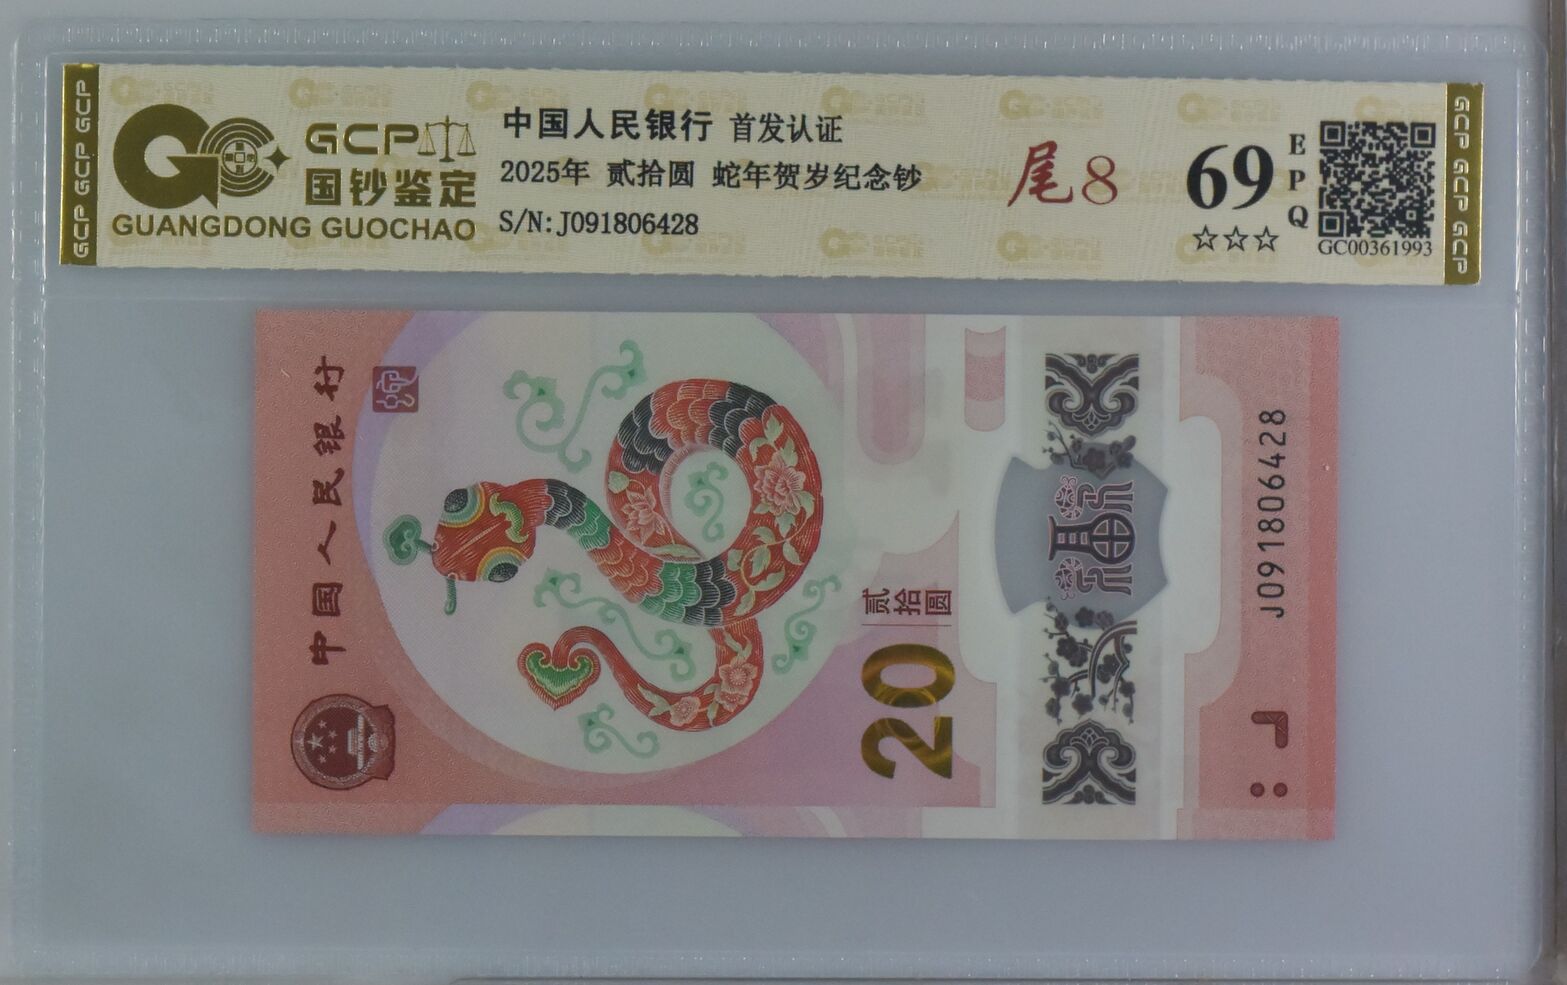 GCP
国钞鉴定
GUANGDONG GUOCHAO
中国人民银行 首发认证
2025年 贰拾圆 蛇年贺岁纪念钞
S/N:J091806428
尾8
69
EPQ
☆☆☆
GC00361993
GCP GCP GCP
GCP GCP GCP
中国人民银行
贰拾圆
20
福
J091806428